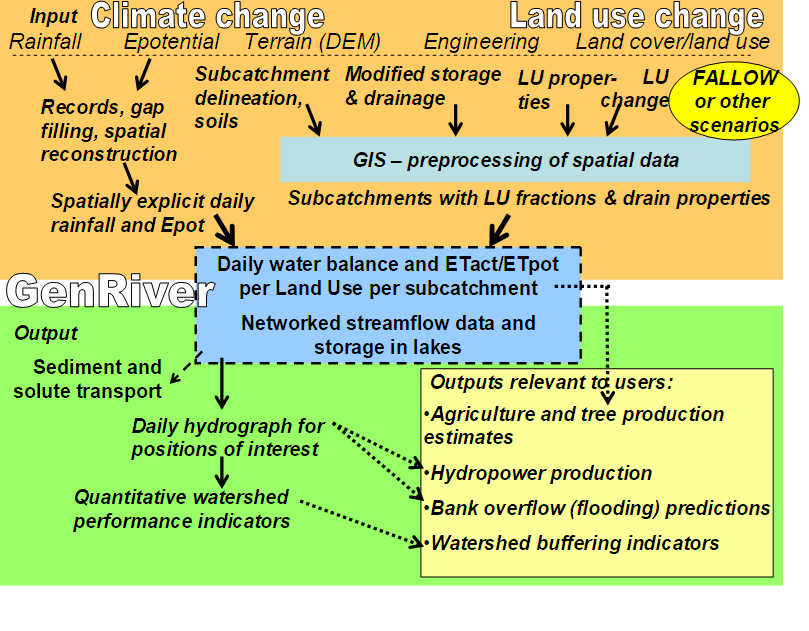 Climate change
Land use change
Input
Rainfall
Epotential
Terrain (DEM)
Engineering
Land cover/land use
Records, gap
filling, spatial
reconstruction
Subcatchment
delineation,
soils
Modified storage
& drainage
LU proper-
ties
LU
change
FALLOW
or other
scenarios
GIS – preprocessing of spatial data
Spatially explicit daily
rainfall and Epot
Subcatchments with LU fractions & drain properties
GenRiver
Daily water balance and ETact/ETpot
per Land Use per subcatchment
Networked streamflow data and
storage in lakes
Output
Sediment and
solute transport
Daily hydrograph for
positions of interest
Quantitative watershed
performance indicators
Outputs relevant to users:
•Agriculture and tree production
estimates
•Hydropower production
•Bank overflow (flooding) predictions
•Watershed buffering indicators